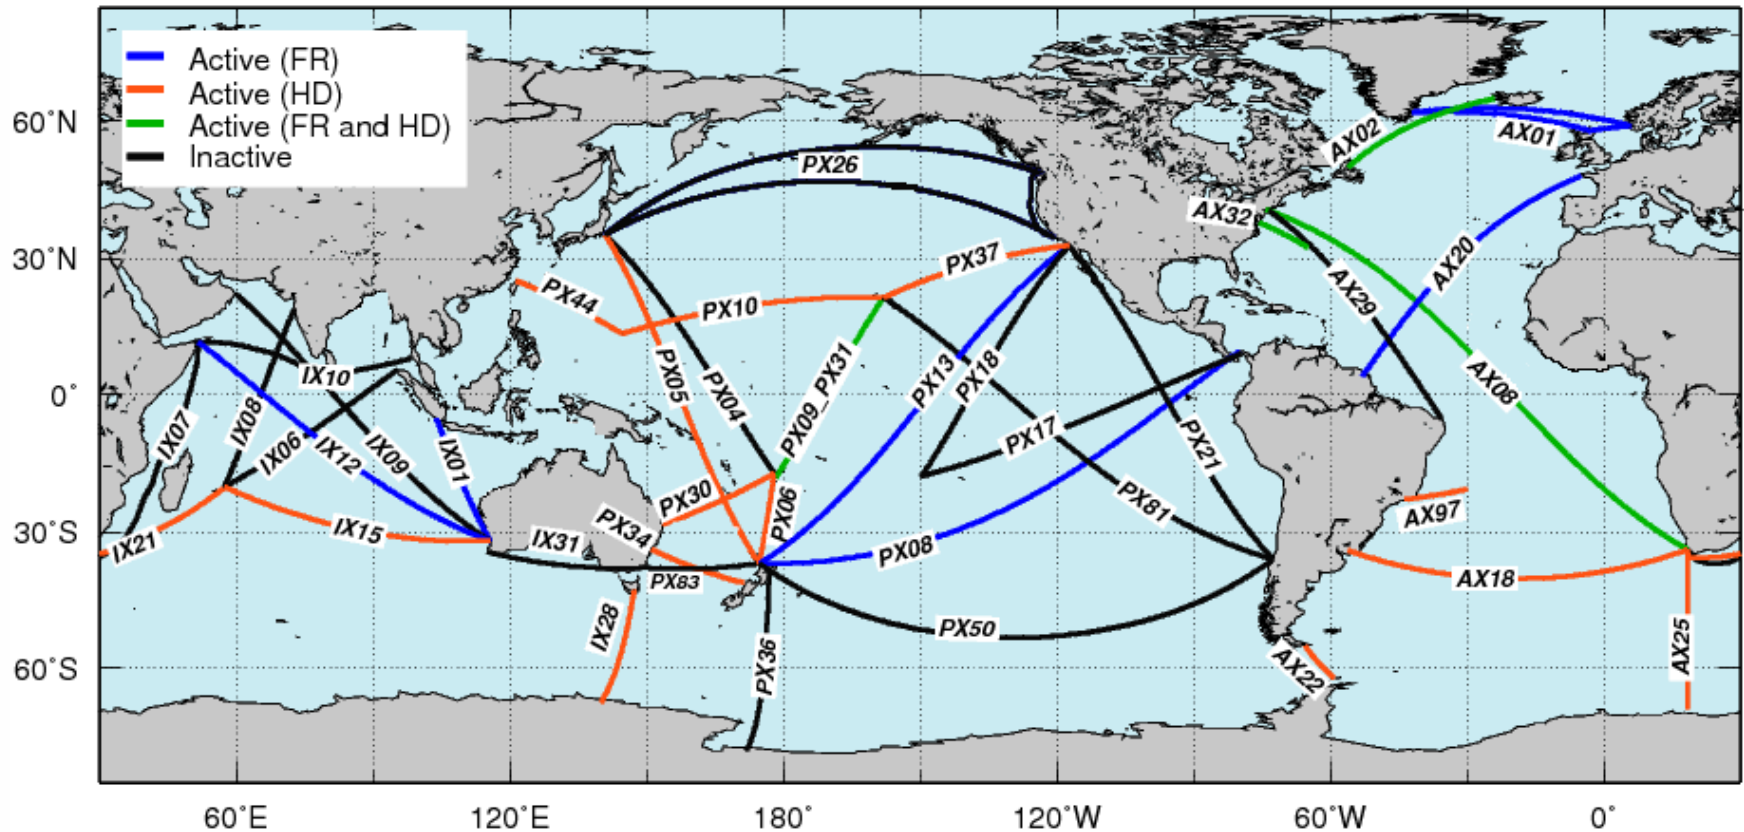 Active (FR)
Active (HD)
Active (FR and HD)
Inactive
60°N
30°N
0°
30°S
60°S
60°E
120°E
180°
120°W
60°W
0°
AX02
AX01
PX26
AX32
AX20
PX37
PX44
PX10
AX29
IX10
PX05
PX04
PX09_PX31
PX13
PX18
AX08
IX07
IX08
IX06
IX12
IX09
IX01
PX17
PX21
PX30
PX06
PX34
PX81
AX97
IX21
IX15
IX31
PX83
PX08
AX18
IX28
PX36
PX50
AX22
AX25